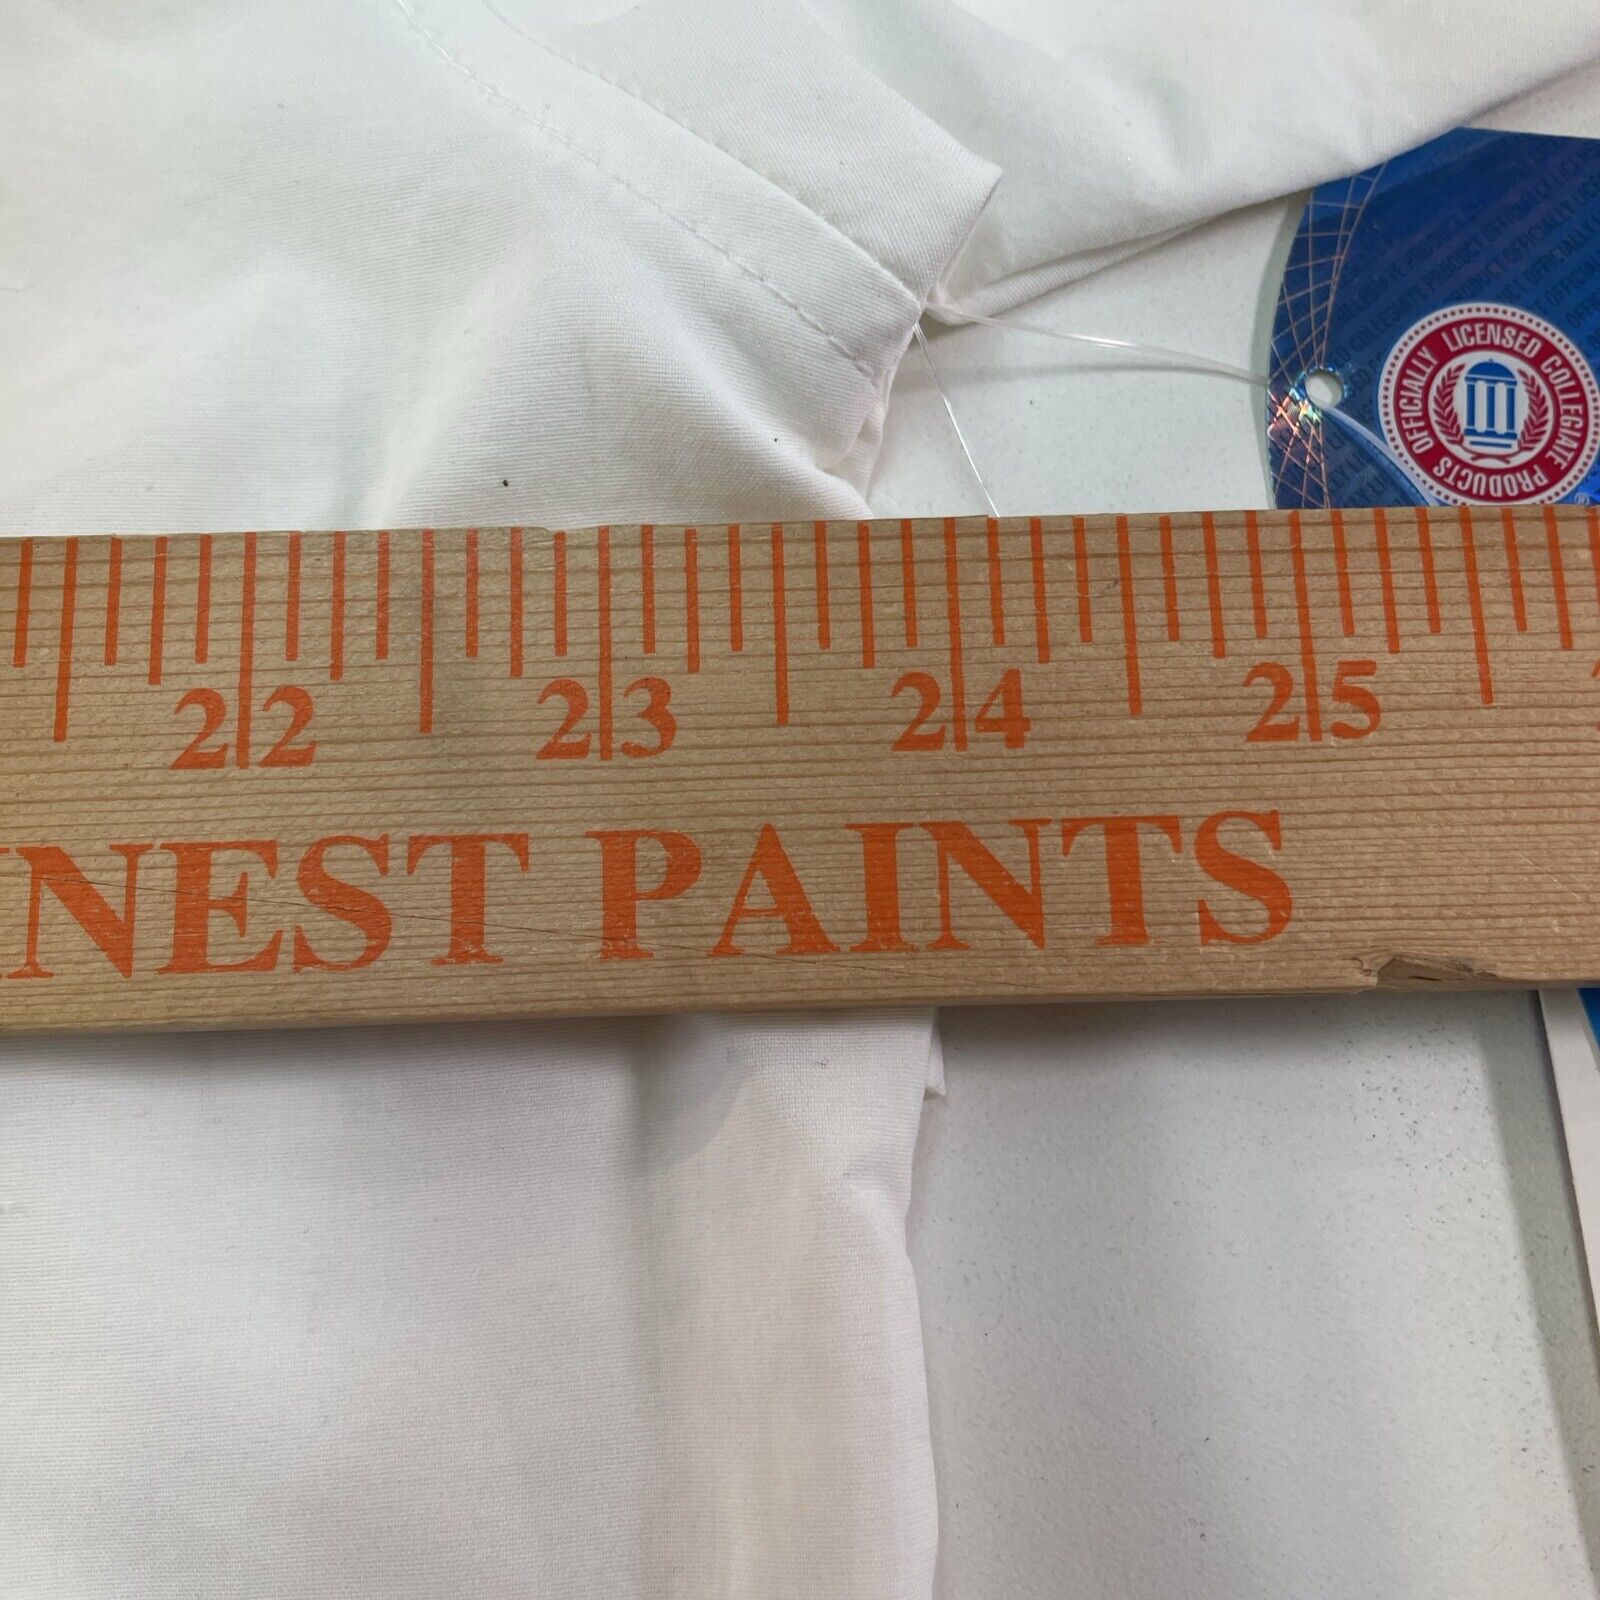 OFFICIALLY LICENSED COLLEGIATE PRODUCTS
®
22 23 24 25
NEST PAINTS